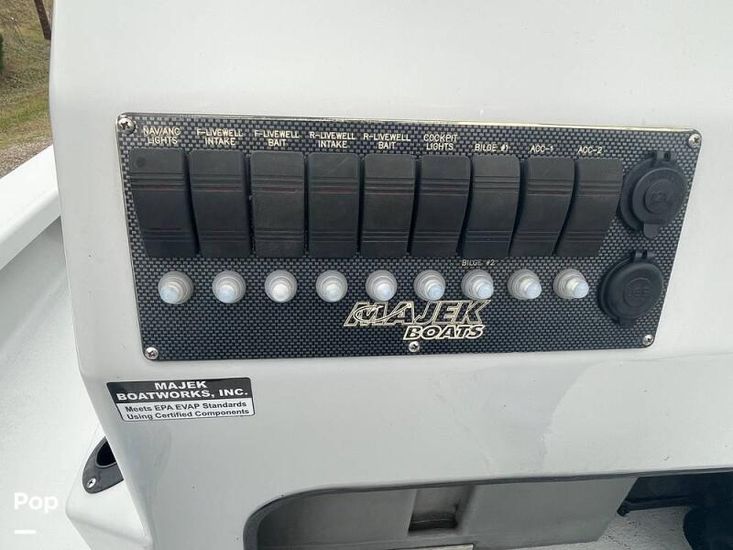 NAV/ANC LIGHTS
F-LIVEWELL INTAKE
F-LIVEWELL BAIT
R-LIVEWELL INTAKE
R-LIVEWELL BAIT
COCKPIT LIGHTS
BILGE #1
ACC-1
ACC-2
BILGE #2
MAJEK
BOATS
MAJEK
BOATWORKS, INC.
Meets EPA EVAP Standards
Using Certified Components
Pop